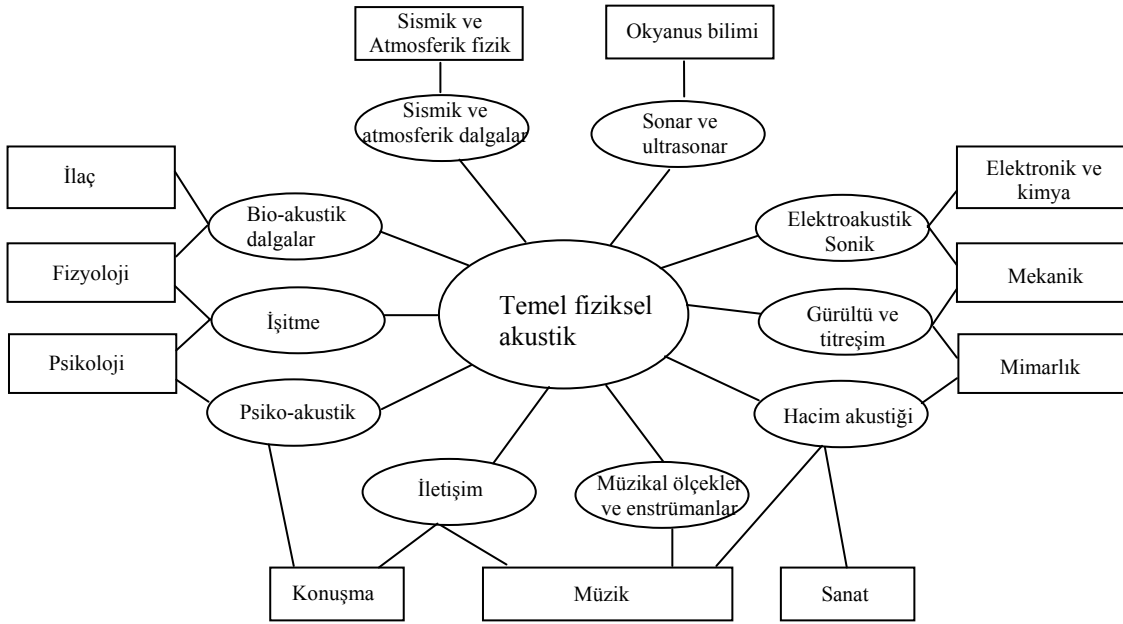 Sismik ve
Atmosferik fizik
Okyanus bilimi
Sismik ve
atmosferik dalgalar
Sonar ve
ultrasonar
İlaç
Elektronik ve
kimya
Bio-akustik
dalgalar
Elektroakustik
Sonik
Fizyoloji
Mekanik
Temel fiziksel
akustik
İşitme
Gürültü ve
titreşim
Psikoloji
Mimarlık
Psiko-akustik
Hacim akustiği
İletişim
Müzikal ölçekler
ve enstrümanlar
Konuşma
Müzik
Sanat